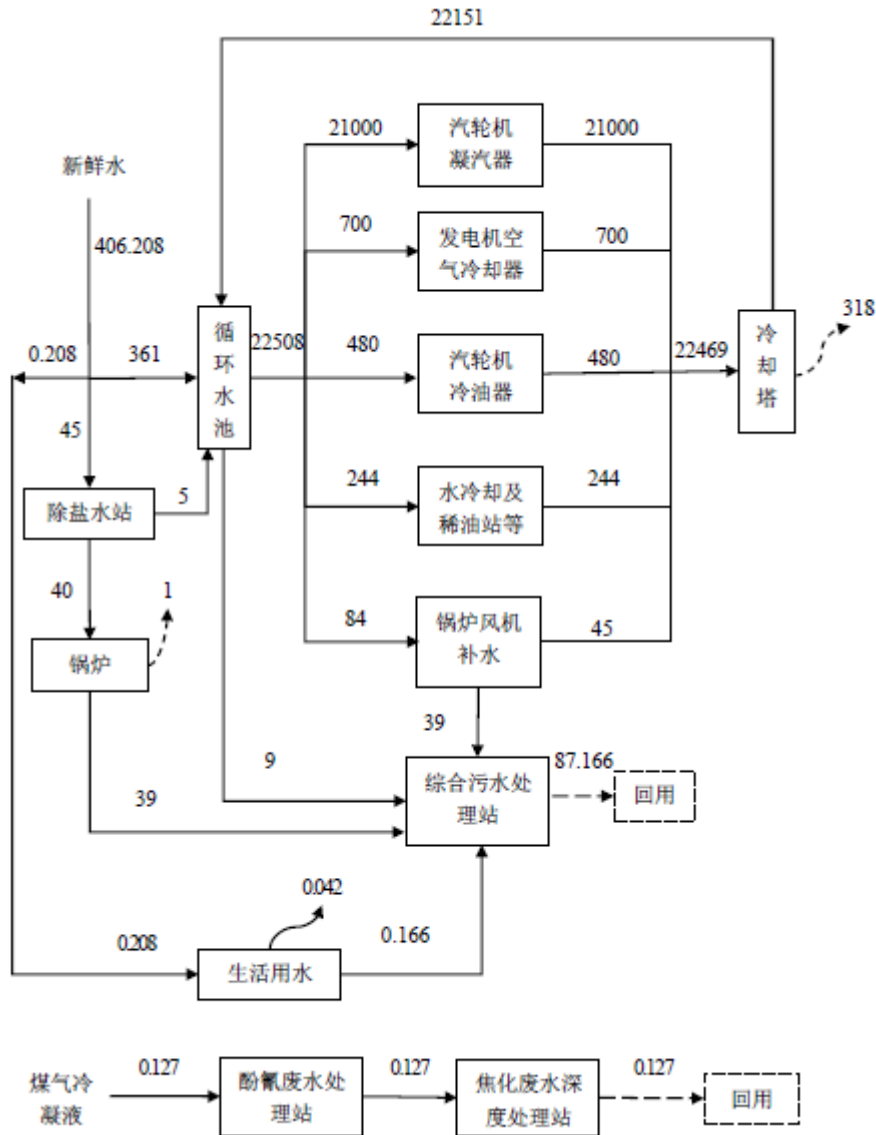 22151
21000
汽轮机
凝汽器
21000
新鲜水
406.208
700
发电机空
气冷却器
700
318
循
环
水
池
冷
却
塔
0.208
361
22508
480
汽轮机
冷油器
480
22469
45
除盐水站
5
244
水冷却及
稀油站等
244
40
1
锅炉
84
锅炉风机
补水
45
39
9
39
综合污水处
理站
87.166
回用
0.042
0.208
生活用水
0.166
煤气冷
凝液
0.127
酚氰废水处
理站
0.127
焦化废水深
度处理站
0.127
回用